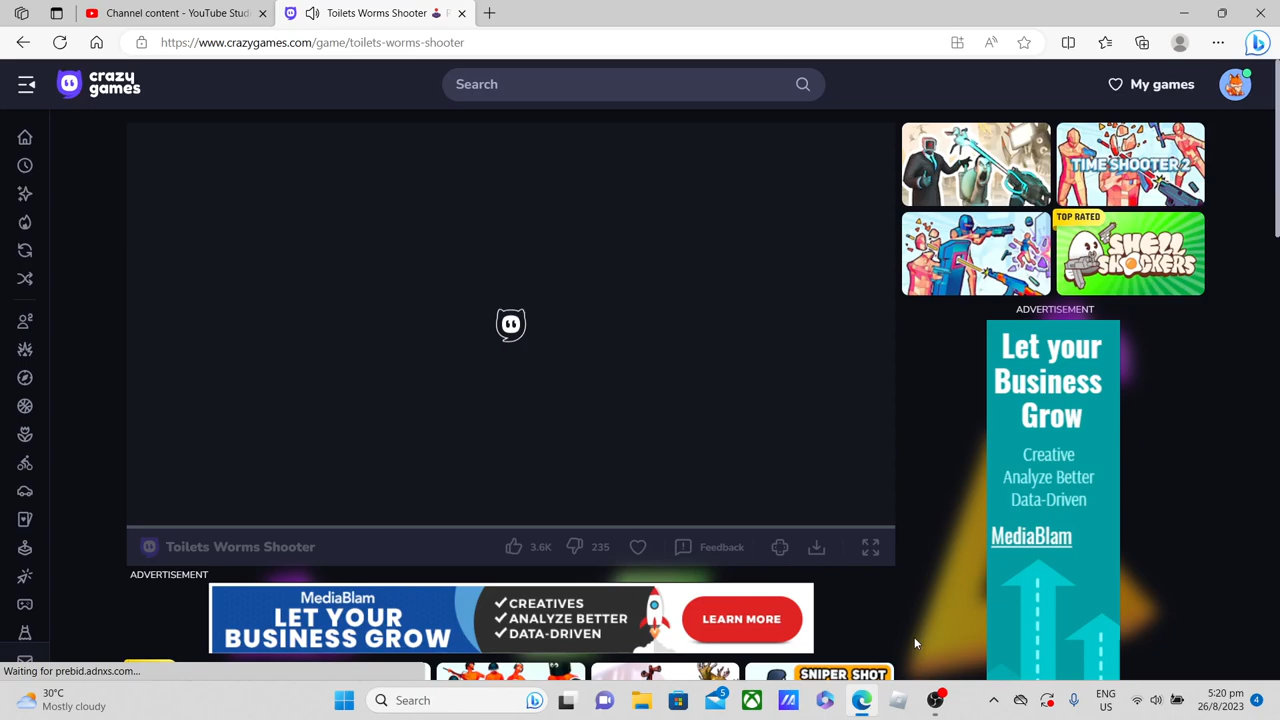 Channel content - YouTube Stud
Toilets Worms Shooter
https://www.crazygames.com/game/toilets-worms-shooter
crazy
games
Search
My games
TIME SHOOTER 2
TOP RATED
SHELL
SHOCKERS
ADVERTISEMENT
Let your
Business
Grow
Creative
Analyze Better
Data-Driven
MediaBlam
Toilets Worms Shooter
3.6K
235
Feedback
ADVERTISEMENT
MediaBlam
LET YOUR
BUSINESS GROW
CREATIVES
ANALYZE BETTER
DATA-DRIVEN
LEARN MORE
SNIPER SHOT
Waiting for prebid.adnxs.com...
30°C
Mostly cloudy
Search
5
ENG
US
5:20 pm
26/8/2023
4